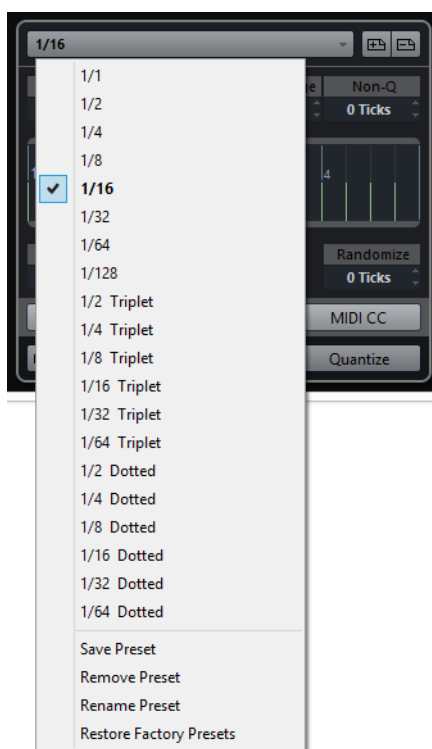 1/16
1/1
1/2
1/4
1/8
1/16
1/32
1/64
1/128
1/2 Triplet
1/4 Triplet
1/8 Triplet
1/16 Triplet
1/32 Triplet
1/64 Triplet
1/2 Dotted
1/4 Dotted
1/8 Dotted
1/16 Dotted
1/32 Dotted
1/64 Dotted
Save Preset
Remove Preset
Rename Preset
Restore Factory Presets
Non-Q
0 Ticks
4
Randomize
0 Ticks
MIDI CC
Quantize